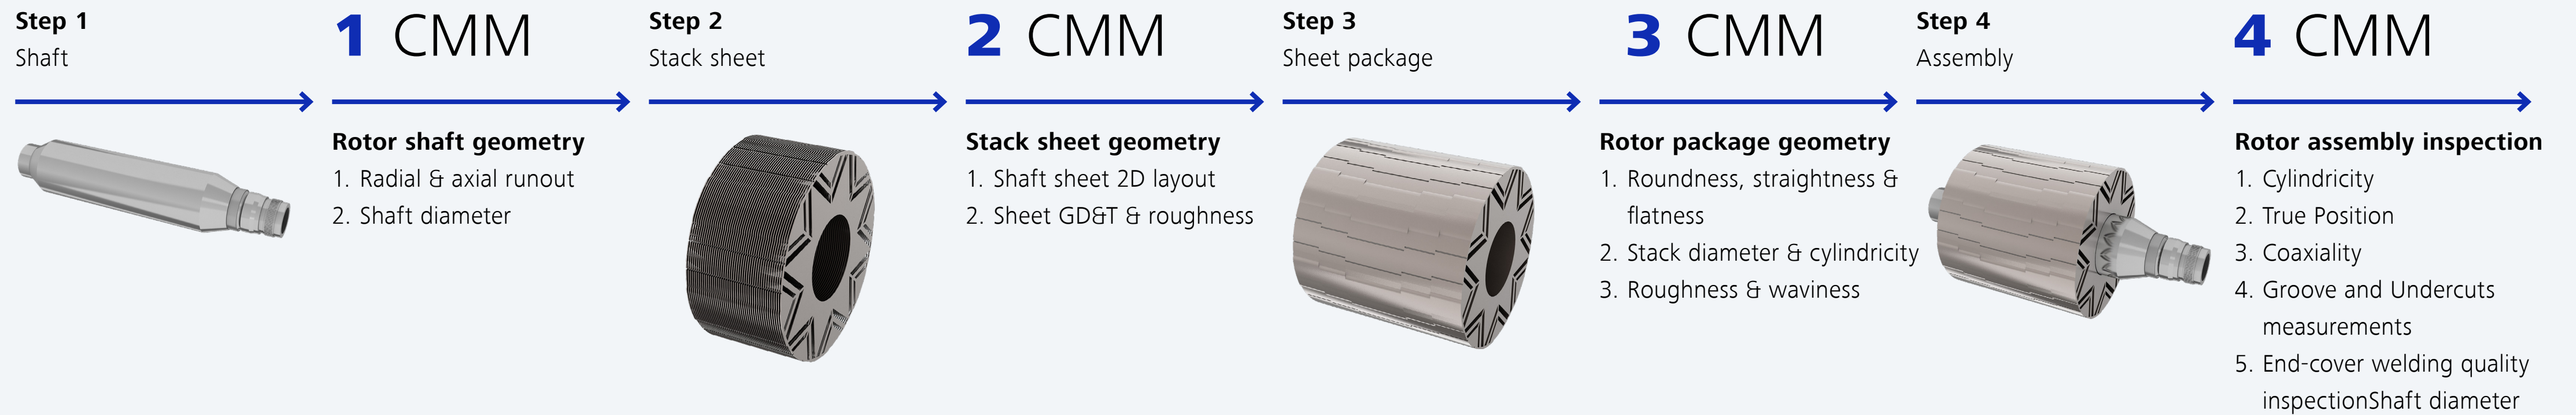 Step 1
Shaft
1 CMM
Rotor shaft geometry
1. Radial & axial runout
2. Shaft diameter
Step 2
Stack sheet
2 CMM
Stack sheet geometry
1. Shaft sheet 2D layout
2. Sheet GD&T & roughness
Step 3
Sheet package
3 CMM
Rotor package geometry
1. Roundness, straightness &
flatness
2. Stack diameter & cylindricity
3. Roughness & waviness
Step 4
Assembly
4 CMM
Rotor assembly inspection
1. Cylindricity
2. True Position
3. Coaxiality
4. Groove and Undercuts
measurements
5. End-cover welding quality
inspectionShaft diameter